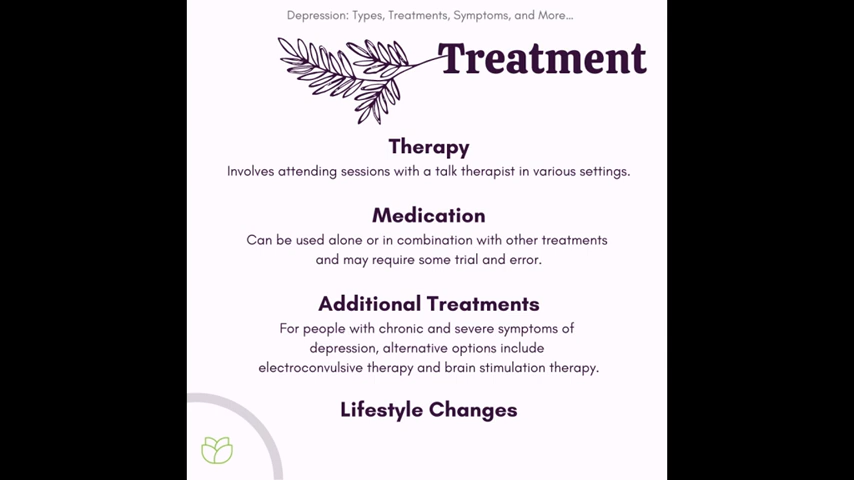 Depression: Types, Treatments, Symptoms, and More...
Treatment
Therapy
Involves attending sessions with a talk therapist in various settings.
Medication
Can be used alone or in combination with other treatments
and may require some trial and error.
Additional Treatments
For people with chronic and severe symptoms of
depression, alternative options include
electroconvulsive therapy and brain stimulation therapy.
Lifestyle Changes